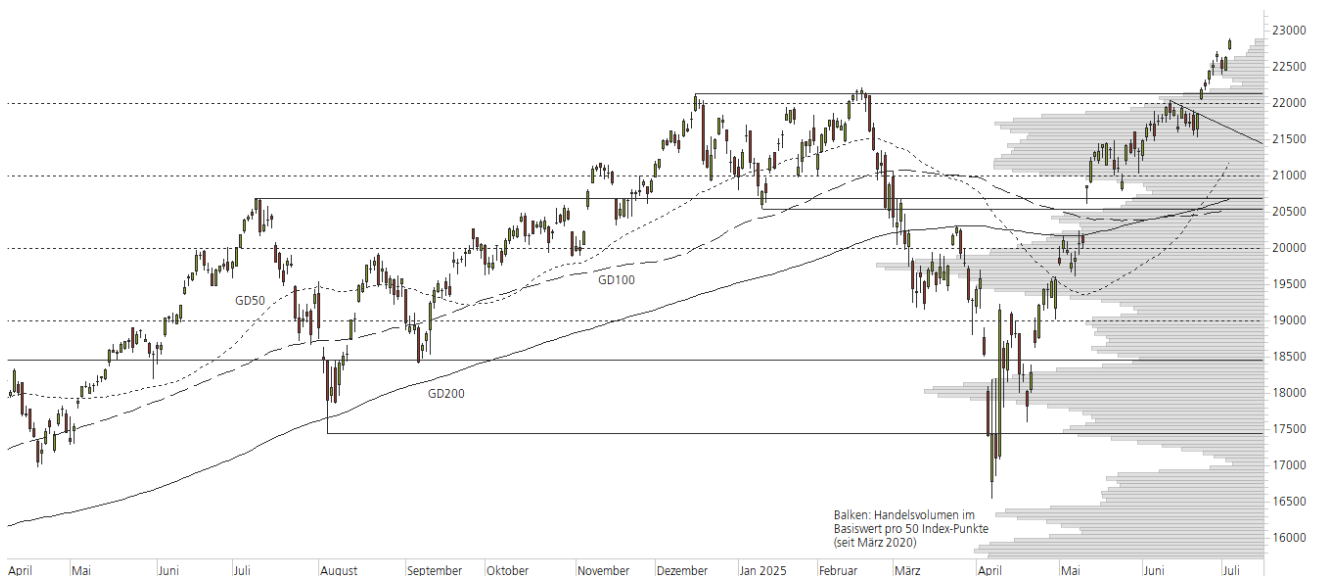 23000
22500
22000
21500
21000
20500
20000
19500
19000
18500
18000
17500
17000
16500
16000
GD50
GD100
GD200
Balken: Handelsvolumen im
Basiswert pro 50 Index-Punkte
(seit März 2020)
April Mai Juni Juli August September Oktober November Dezember Jan 2025 Februar März April Mai Juni Juli